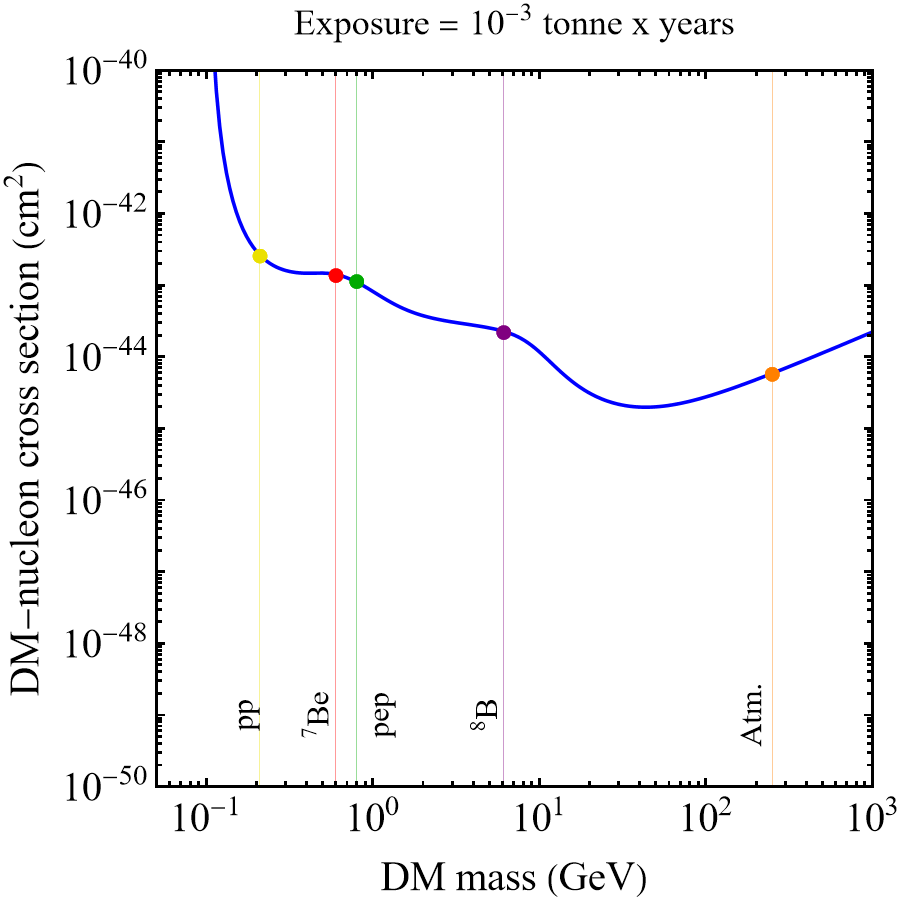 Exposure = 10⁻³ tonne x years
DM−nucleon cross section (cm²)
10⁻⁴⁰
10⁻⁴²
10⁻⁴⁴
10⁻⁴⁶
10⁻⁴⁸
10⁻⁵⁰
pp
⁷Be
pep
⁸B
Atm.
10⁻¹ 10⁰ 10¹ 10² 10³
DM mass (GeV)